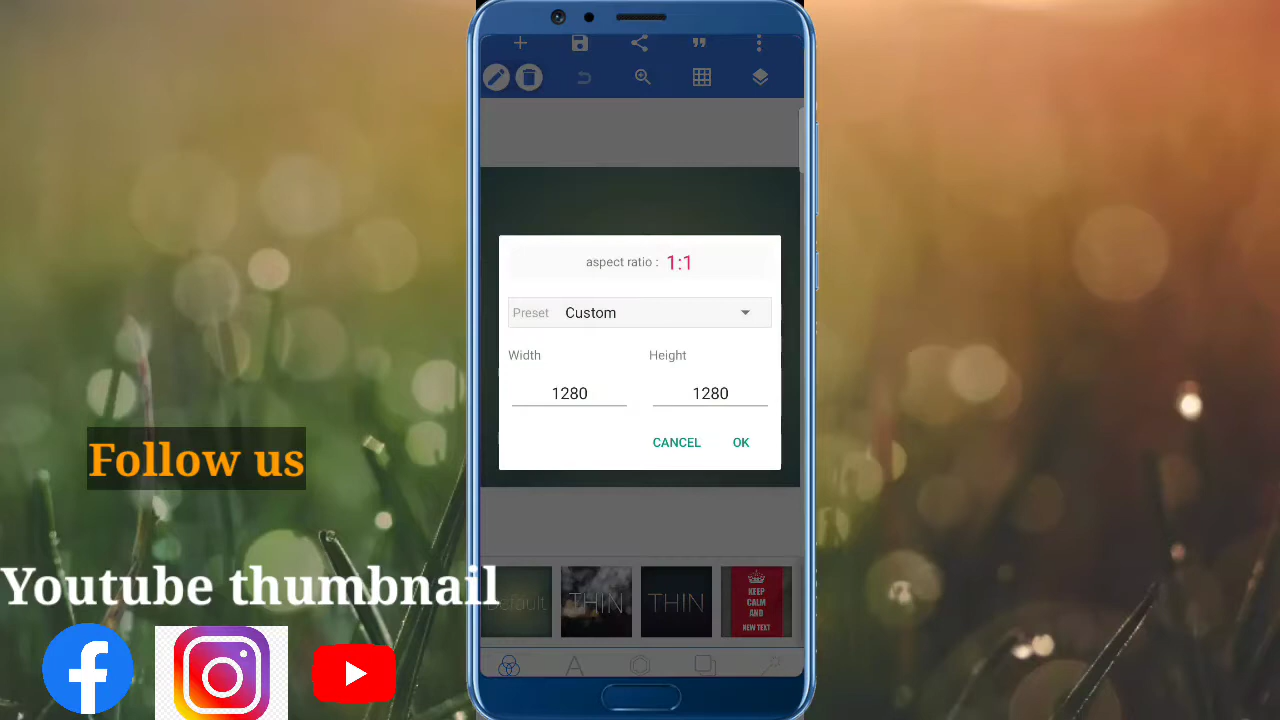 aspect ratio : 1:1
Preset Custom
Width Height
1280 1280
CANCEL OK
Follow us
Youtube thumbnail
Default
THIN
THIN
KEEP
CALM
AND
NEW TEXT
A